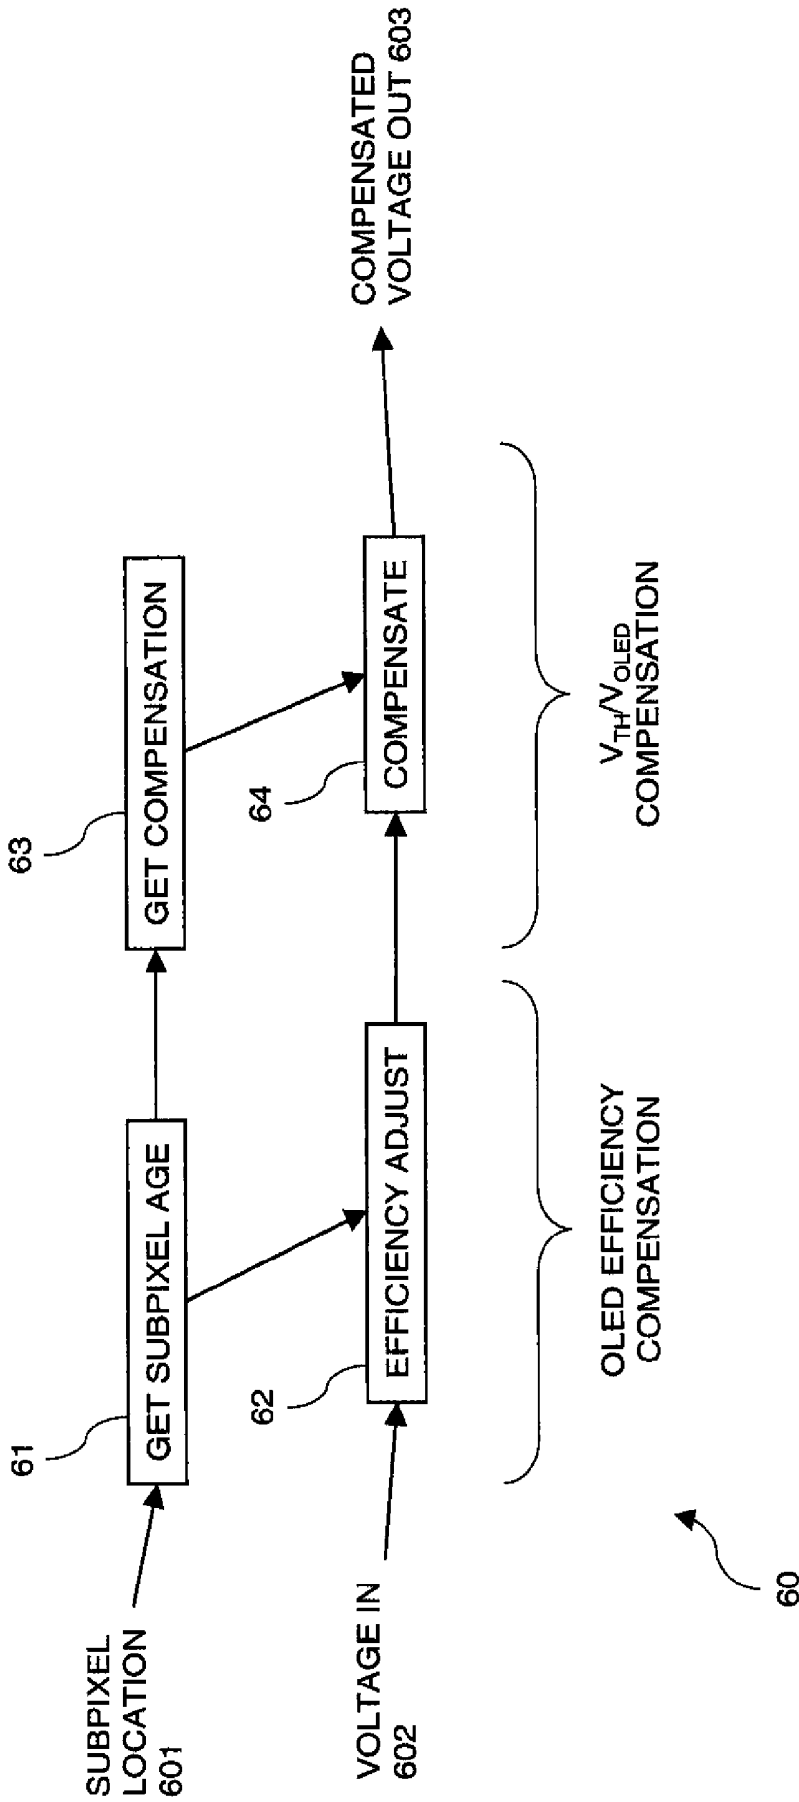 SUBPIXEL
LOCATION
601
61
GET SUBPIXEL AGE
63
GET COMPENSATION
VOLTAGE IN
602
62
EFFICIENCY ADJUST
64
COMPENSATE
COMPENSATED
VOLTAGE OUT 603
OLED EFFICIENCY
COMPENSATION
VTH/VOLED
COMPENSATION
60